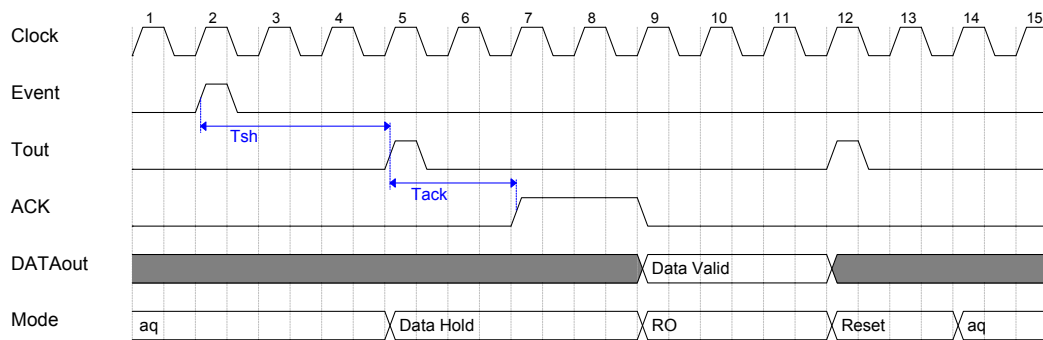 1 2 3 4 5 6 7 8 9 10 11 12 13 14 15
Clock
Event
Tsh
Tout
Tack
ACK
DATAout Data Valid
Mode aq Data Hold RO Reset aq